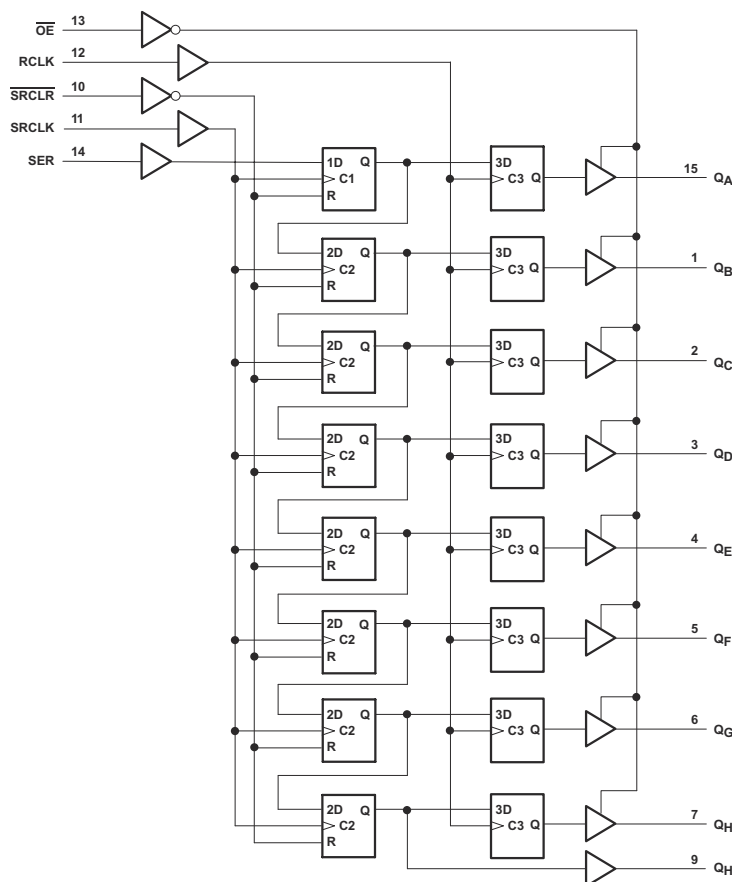 OE 13
RCLK 12
SRCLR 10
SRCLK 11
SER 14
1D Q
C1
R
3D
C3 Q
15 QA
2D Q
C2
R
3D
C3 Q
1 QB
2D Q
C2
R
3D
C3 Q
2 QC
2D Q
C2
R
3D
C3 Q
3 QD
2D Q
C2
R
3D
C3 Q
4 QE
2D Q
C2
R
3D
C3 Q
5 QF
2D Q
C2
R
3D
C3 Q
6 QG
2D Q
C2
R
3D
C3 Q
7 QH
9 QH